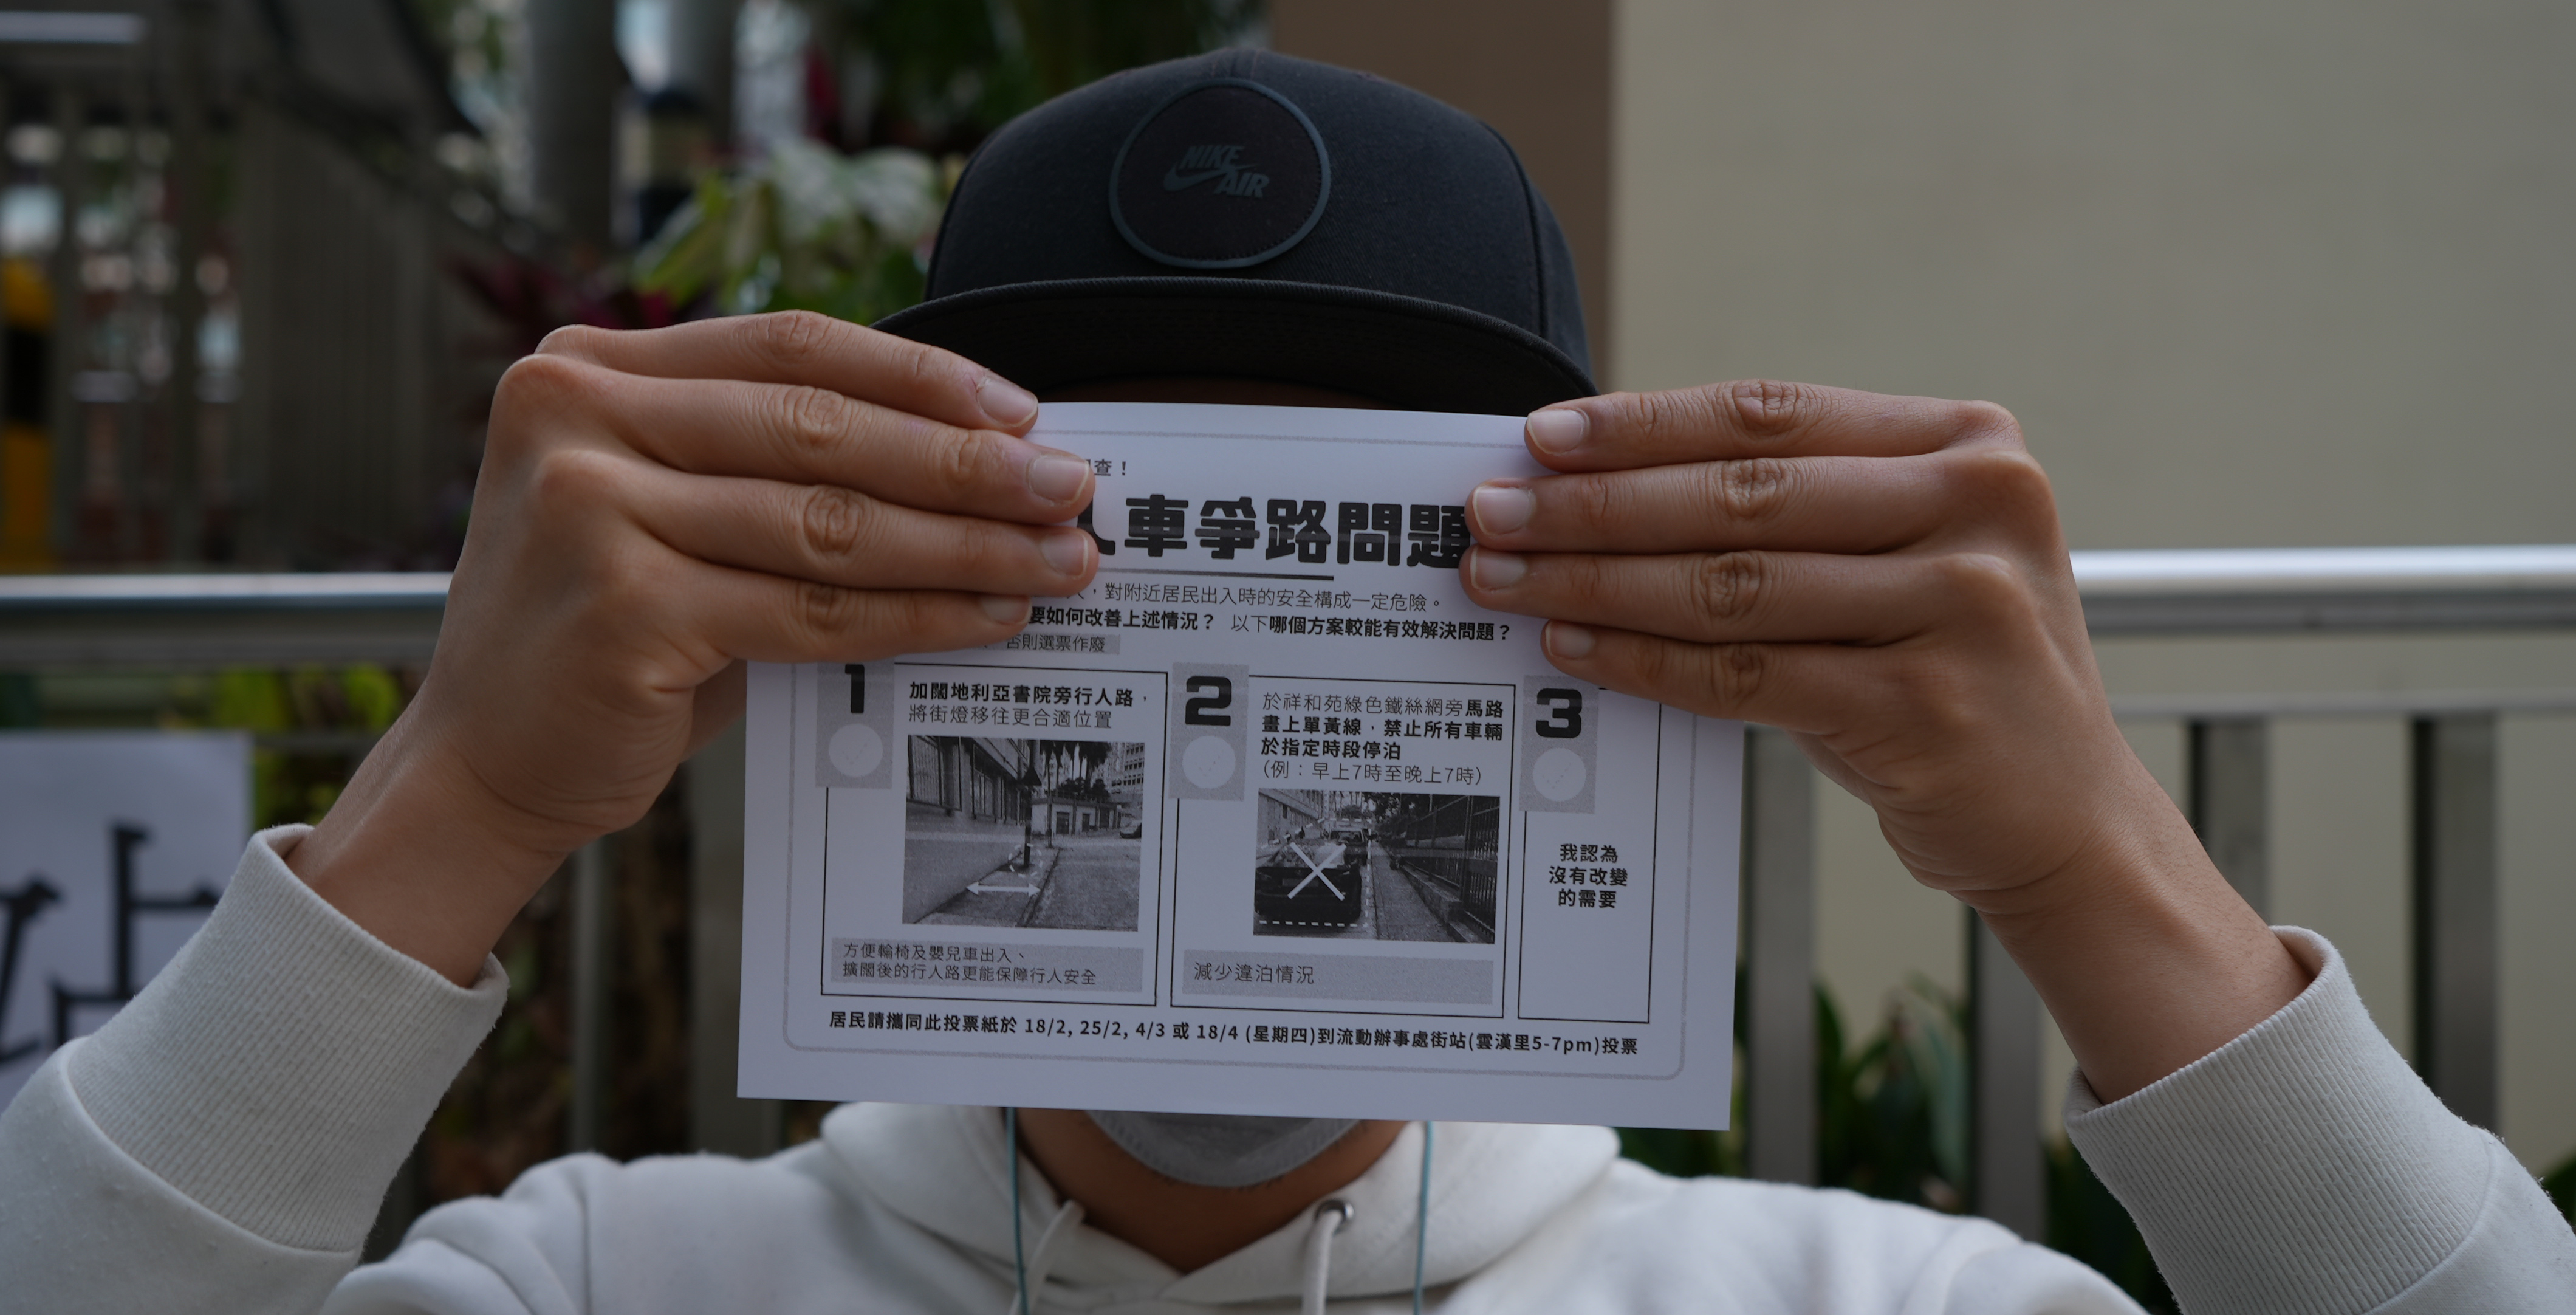 NIKE
AIR
查！
人車爭路問題
，對附近居民出入時的安全構成一定危險。
要如何改善上述情況？ 以下哪個方案較能有效解決問題？
否則選票作廢
1
加闊地利亞書院旁行人路，
將街燈移往更合適位置
方便輪椅及嬰兒車出入、
擴闊後的行人路更能保障行人安全
2
於祥和苑綠色鐵絲網旁馬路
畫上單黃線，禁止所有車輛
於指定時段停泊
(例：早上7時至晚上7時)
減少違泊情況
3
我認為
沒有改變
的需要
居民請攜同此投票紙於 18/2, 25/2, 4/3 或 18/4 (星期四)到流動辦事處街站(雲漢里5-7pm)投票